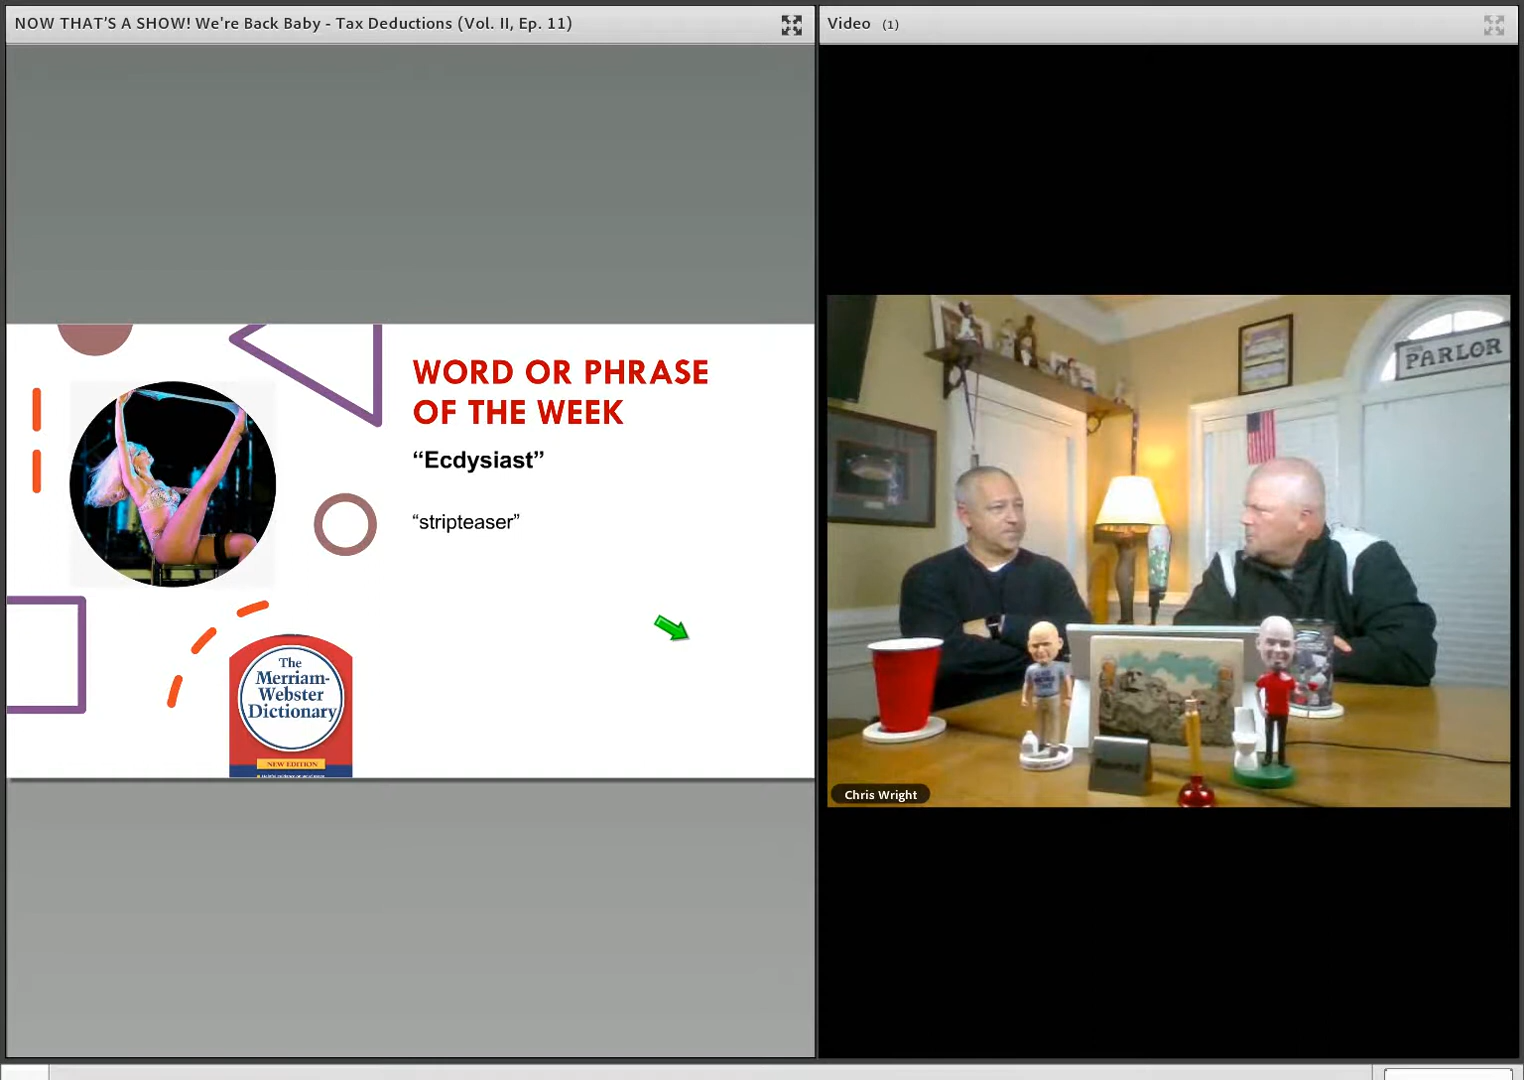 NOW THAT'S A SHOW! We're Back Baby - Tax Deductions (Vol. II, Ep. 11)
Video (1)
WORD OR PHRASE
OF THE WEEK
“Ecdysiast”
“stripteaser”
The
Merriam-
Webster
Dictionary
NEW EDITION
PARLOR
Chris Wright